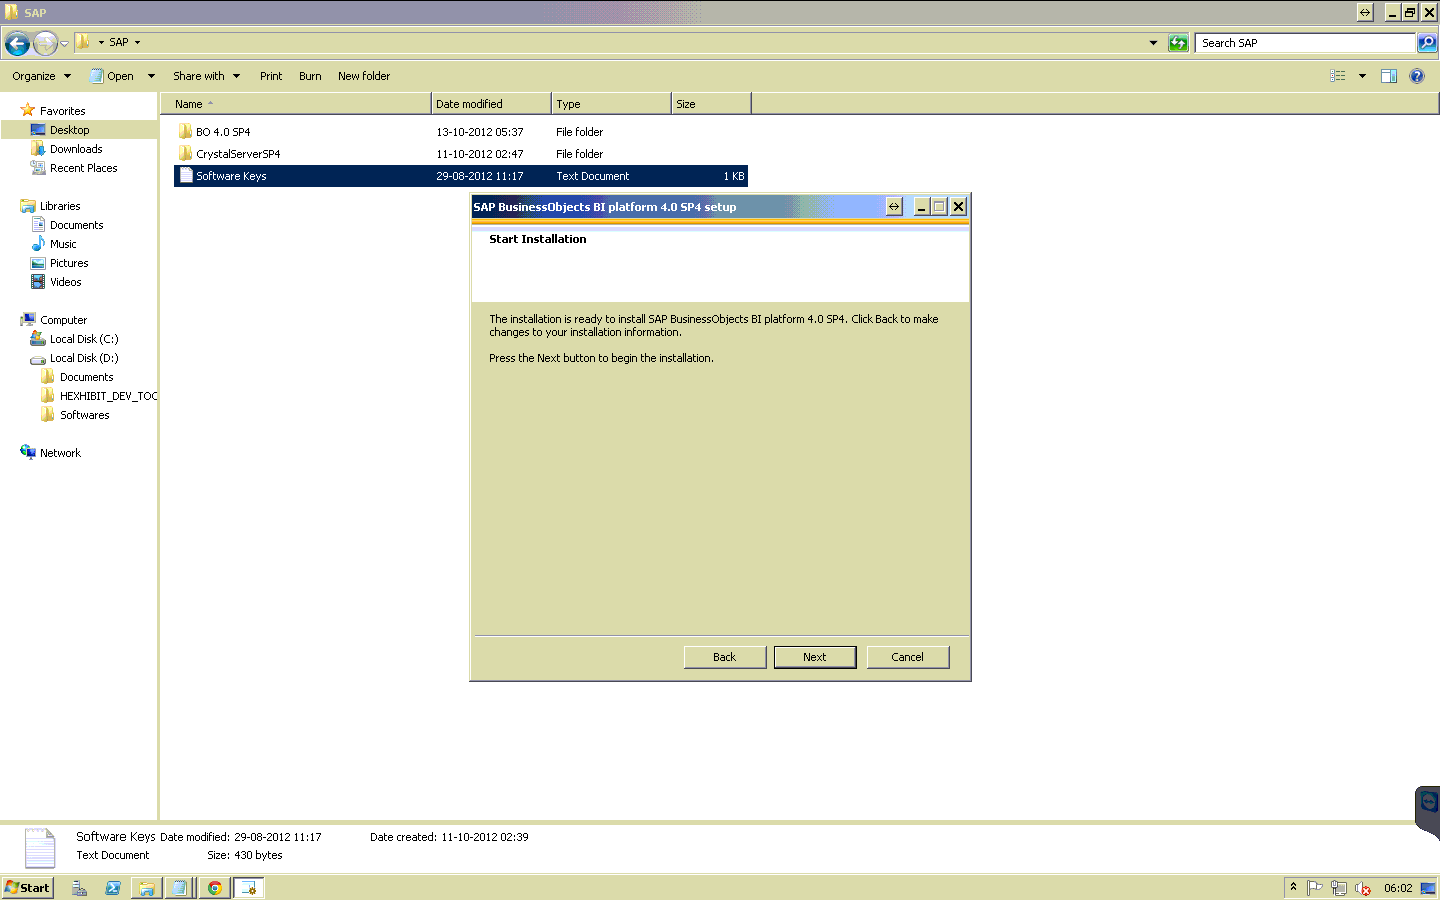 SAP
SAP
Search SAP
Organize Open Share with Print Burn New folder
Name Date modified Type Size
BO 4.0 SP4 13-10-2012 05:37 File folder
CrystalServerSP4 11-10-2012 02:47 File folder
Software Keys 29-08-2012 11:17 Text Document 1 KB
Favorites
Desktop
Downloads
Recent Places
Libraries
Documents
Music
Pictures
Videos
Computer
Local Disk (C:)
Local Disk (D:)
Documents
HEXHIBIT_DEV_TOO
Softwares
Network
SAP BusinessObjects BI platform 4.0 SP4 setup
Start Installation
The installation is ready to install SAP BusinessObjects BI platform 4.0 SP4. Click Back to make
changes to your installation information.
Press the Next button to begin the installation.
Back Next Cancel
Software Keys Date modified: 29-08-2012 11:17 Date created: 11-10-2012 02:39
Text Document Size: 430 bytes
Start 06:02